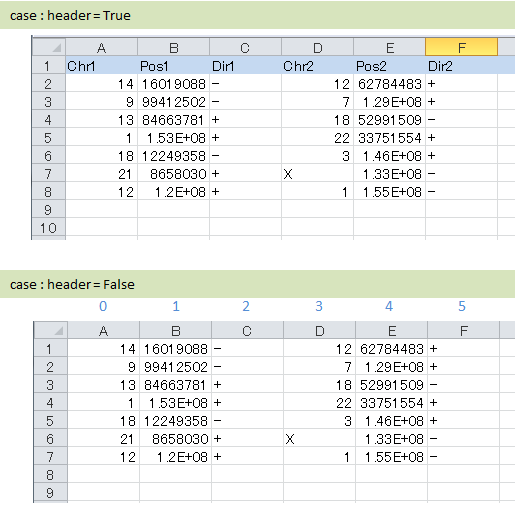 case : header = True
A B C D E F
1 Chr1 Pos1 Dir1 Chr2 Pos2 Dir2
2 14 16019088 − 12 62784483 +
3 9 99412502 − 7 1.29E+08 +
4 13 84663781 + 18 52991509 −
5 1 1.53E+08 + 22 33751554 +
6 18 12249358 − 3 1.46E+08 +
7 21 8658030 + X 1.33E+08 −
8 12 1.2E+08 + 1 1.55E+08 −
9
10
case : header = False
0 1 2 3 4 5
A B C D E F
1 14 16019088 − 12 62784483 +
2 9 99412502 − 7 1.29E+08 +
3 13 84663781 + 18 52991509 −
4 1 1.53E+08 + 22 33751554 +
5 18 12249358 − 3 1.46E+08 +
6 21 8658030 + X 1.33E+08 −
7 12 1.2E+08 + 1 1.55E+08 −
8
9